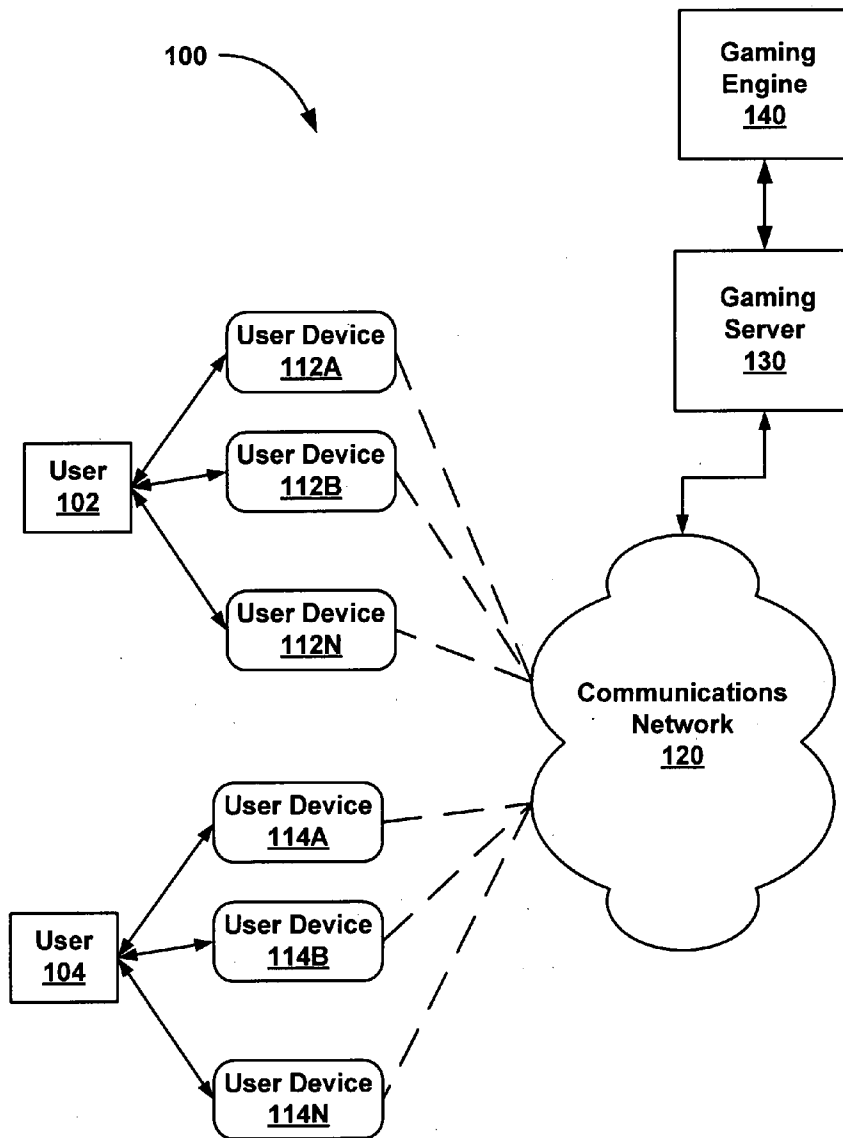 100
Gaming
Engine
140
Gaming
Server
130
User Device
112A
User
102
User Device
112B
User Device
112N
Communications
Network
120
User Device
114A
User
104
User Device
114B
User Device
114N